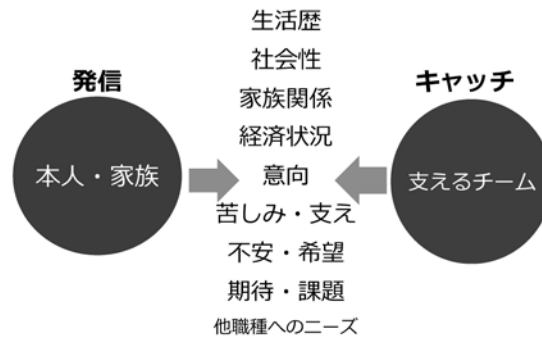 発信
本人・家族
生活歴
社会性
家族関係
経済状況
意向
苦しみ・支え
不安・希望
期待・課題
他職種へのニーズ
キャッチ
支えるチーム